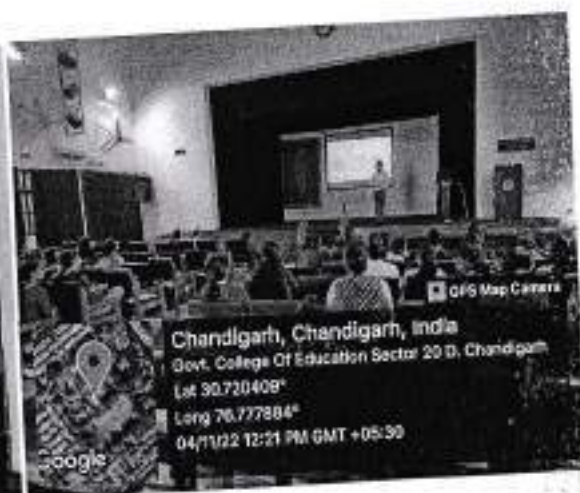 GPS Map Camera
Chandigarh, Chandigarh, India
Govt. College Of Education Sector 20 D, Chandigarh
Lat 30.720409°
Long 76.777884°
04/11/22 12:21 PM GMT +05:30
Google